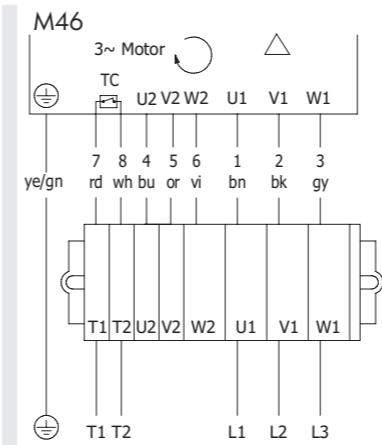 M46
3~ Motor
TC
U2 V2 W2 U1 V1 W1
7 8 4 5 6 1 2 3
ye/gn rd wh bu or vi bn bk gy
T1 T2 U2 V2 W2 U1 V1 W1
T1 T2 L1 L2 L3